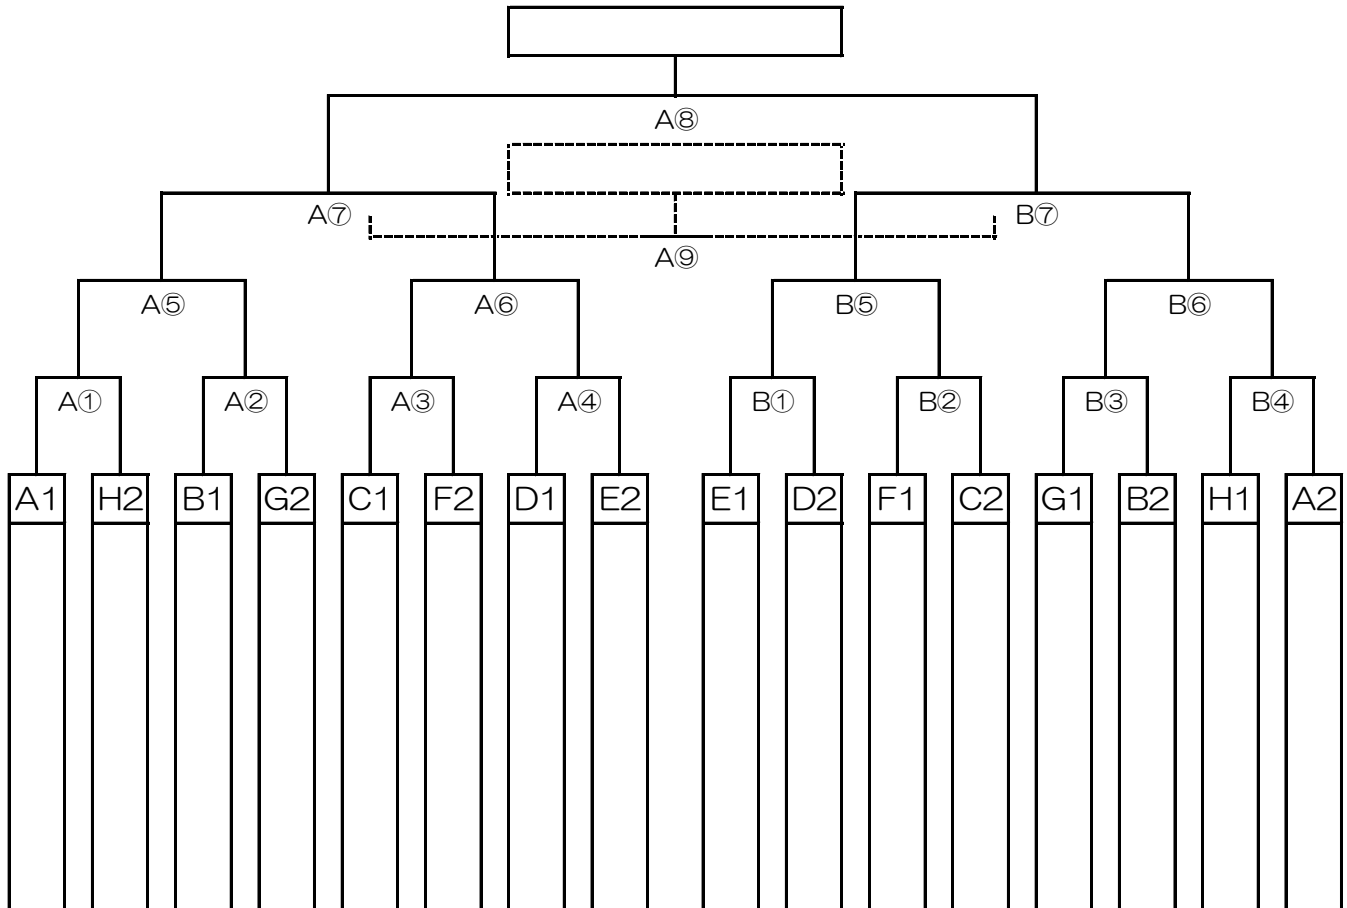 A⑧
A⑦ B⑦
A⑨
A⑤ A⑥ B⑤ B⑥
A① A② A③ A④ B① B② B③ B④
A1 H2 B1 G2 C1 F2 D1 E2 E1 D2 F1 C2 G1 B2 H1 A2